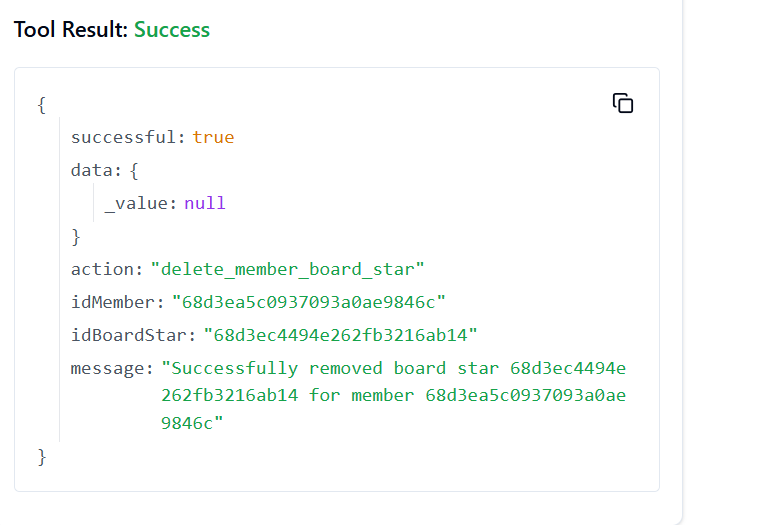 Tool Result: Success
{
successful: true
data: {
_value: null
}
action: "delete_member_board_star"
idMember: "68d3ea5c0937093a0ae9846c"
idBoardStar: "68d3ec4494e262fb3216ab14"
message: "Successfully removed board star 68d3ec4494e
262fb3216ab14 for member 68d3ea5c0937093a0ae
9846c"
}